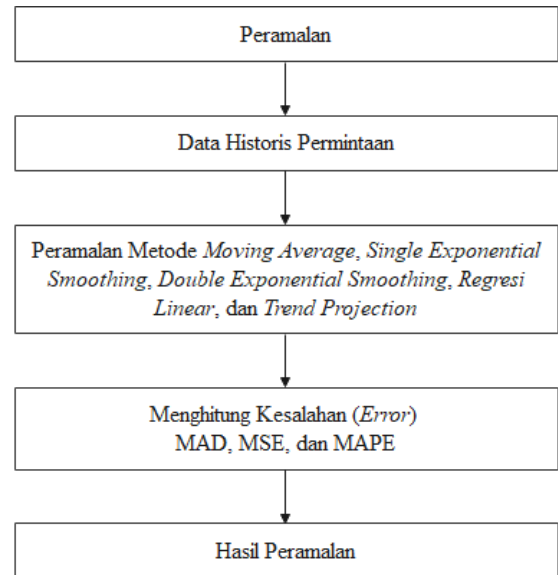 Peramalan
Data Historis Permintaan
Peramalan Metode Moving Average, Single Exponential
Smoothing, Double Exponential Smoothing, Regresi
Linear, dan Trend Projection
Menghitung Kesalahan (Error)
MAD, MSE, dan MAPE
Hasil Peramalan